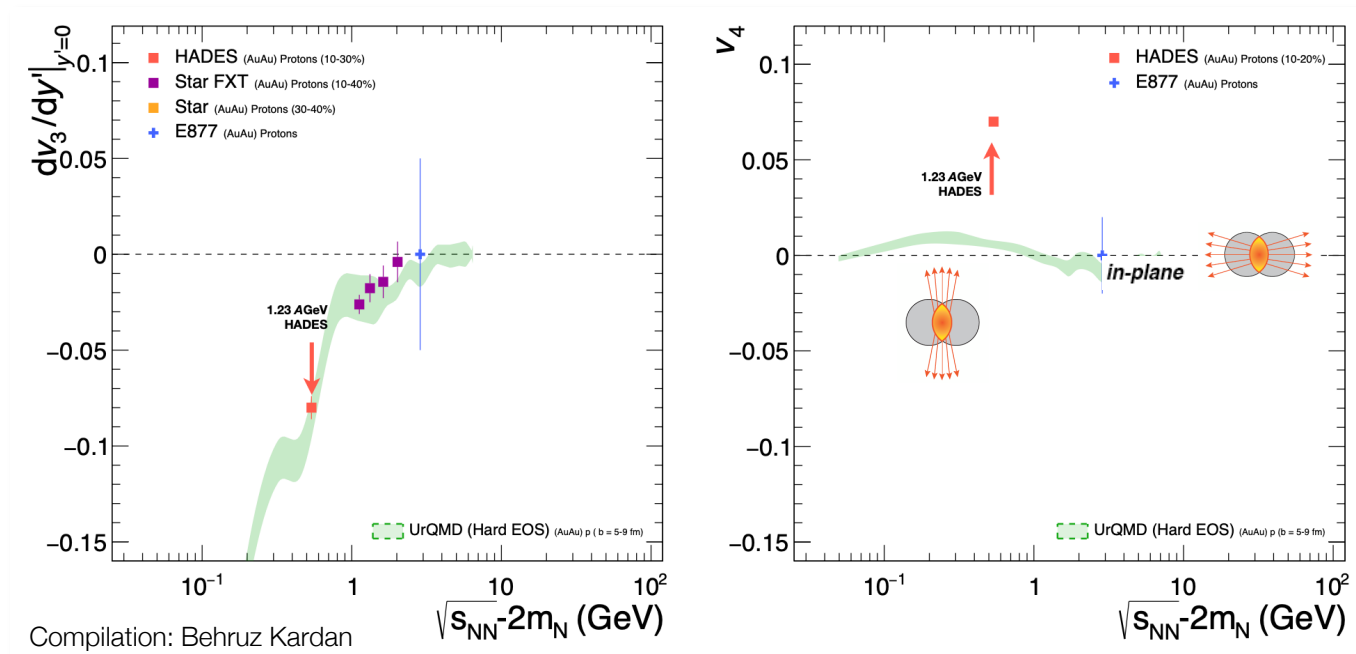 dv₃/dy'|y'=0
0.1
0.05
0
−0.05
−0.1
−0.15
HADES (AuAu) Protons (10-30%)
Star FXT (AuAu) Protons (10-40%)
Star (AuAu) Protons (30-40%)
E877 (AuAu) Protons
1.23 AGeV
HADES
UrQMD (Hard EOS) (AuAu) p ( b = 5-9 fm)
10⁻¹ 1 10 10²
√sNN-2mN (GeV)
Compilation: Behruz Kardan
v₄
0.1
0.05
0
−0.05
−0.1
−0.15
HADES (AuAu) Protons (10-20%)
E877 (AuAu) Protons
1.23 AGeV
HADES
in-plane
UrQMD (Hard EOS) (AuAu) p (b = 5-9 fm)
10⁻¹ 1 10 10²
√sNN-2mN (GeV)